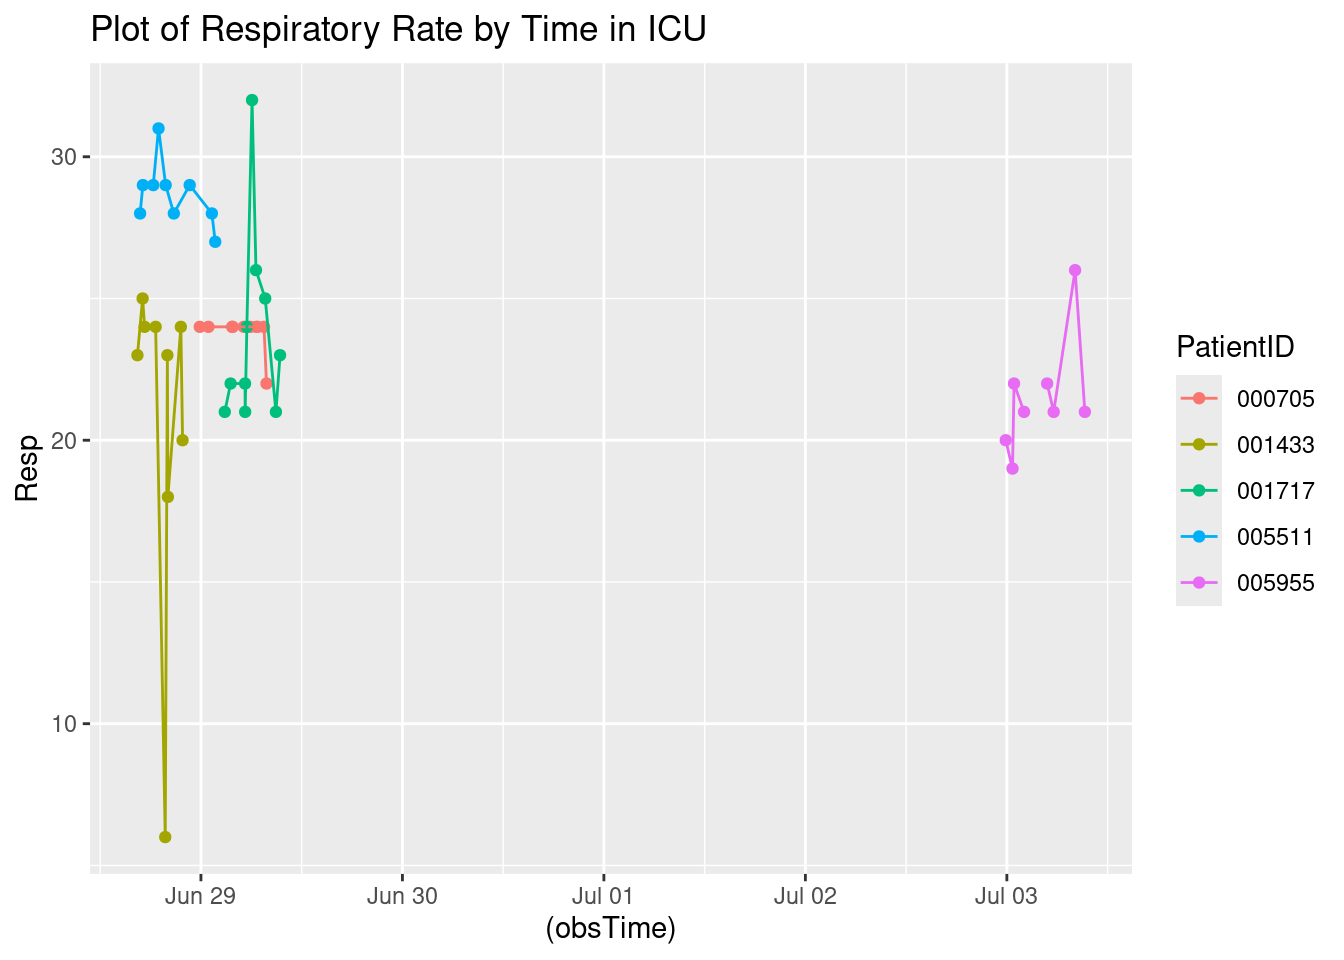 Plot of Respiratory Rate by Time in ICU
30
20
10
Resp
Jun 29 Jun 30 Jul 01 Jul 02 Jul 03
(obsTime)
PatientID
000705
001433
001717
005511
005955